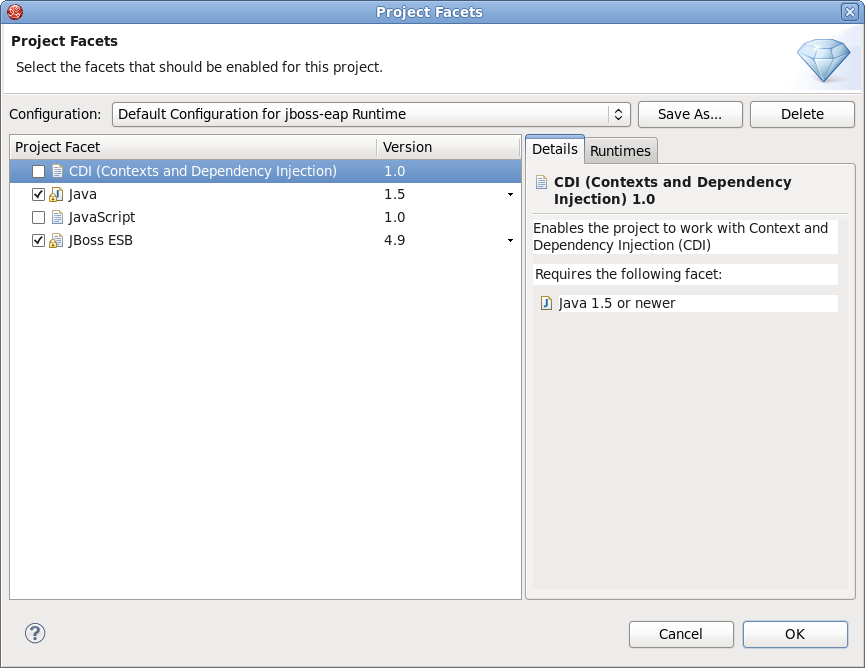 Project Facets
Project Facets
Select the facets that should be enabled for this project.
Configuration: Default Configuration for jboss-eap Runtime Save As... Delete
Project Facet Version
CDI (Contexts and Dependency Injection) 1.0
Java 1.5
JavaScript 1.0
JBoss ESB 4.9
Details Runtimes
CDI (Contexts and Dependency
Injection) 1.0
Enables the project to work with Context and
Dependency Injection (CDI)
Requires the following facet:
J Java 1.5 or newer
? Cancel OK